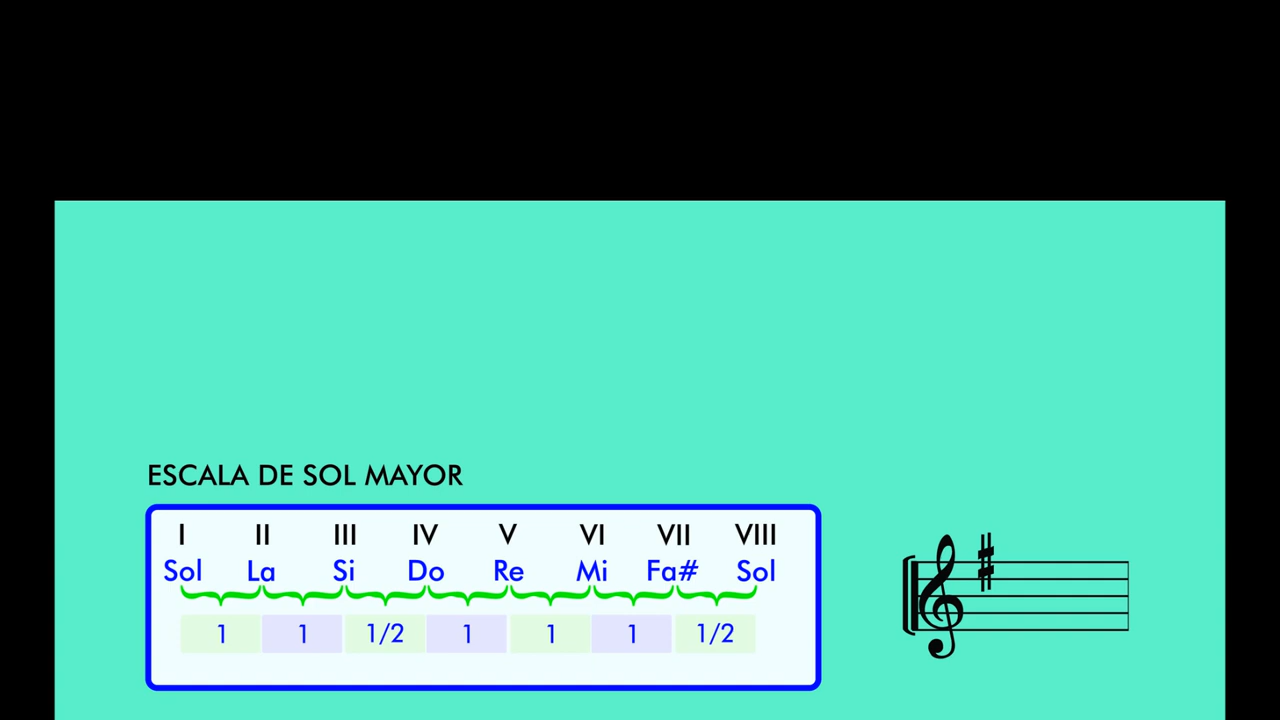 ESCALA DE SOL MAYOR
I II III IV V VI VII VIII
Sol La Si Do Re Mi Fa# Sol
1 1 1/2 1 1 1 1/2